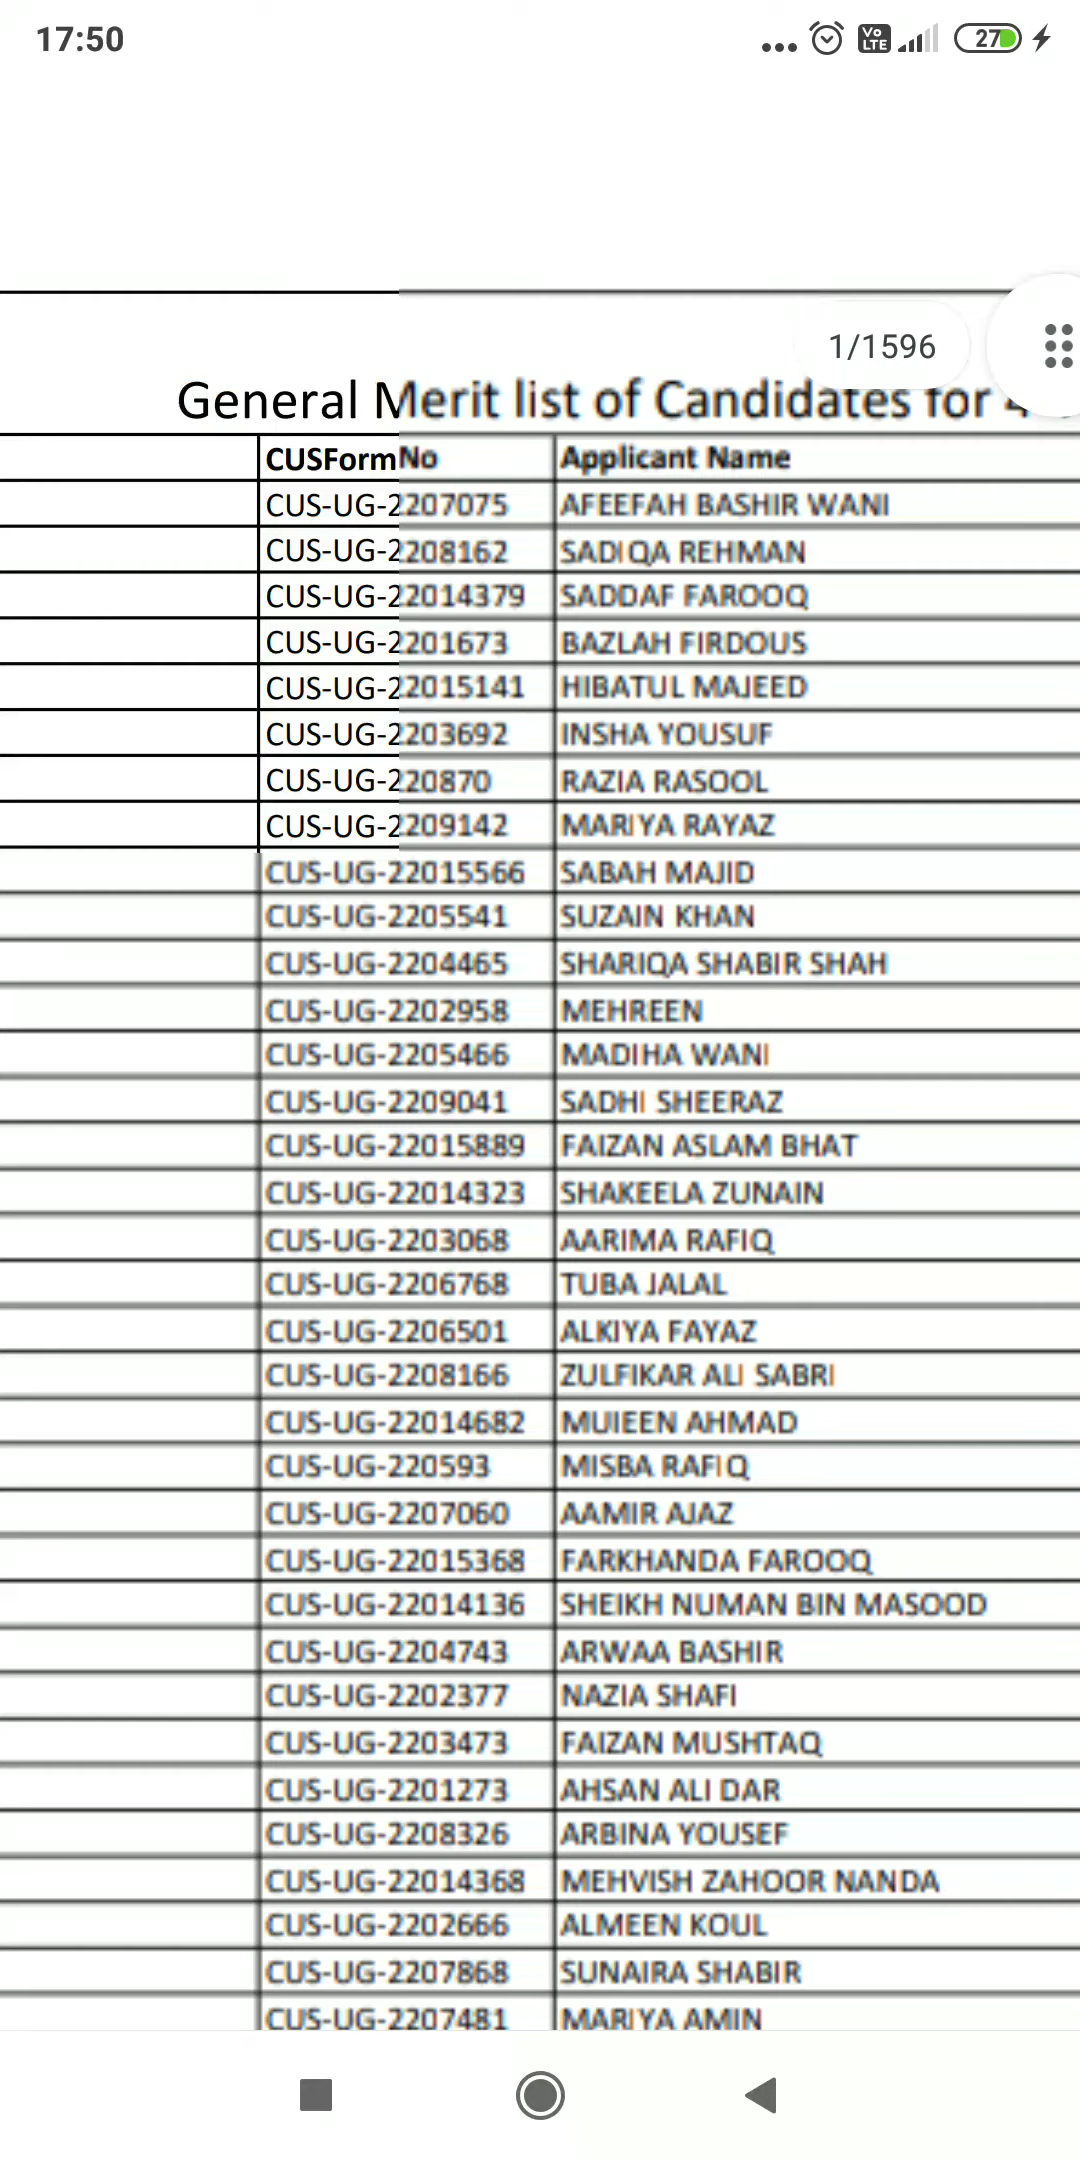 17:50
Vo LTE 27
1/1596
General Merit list of Candidates for 4
CUSFormNo Applicant Name
CUS-UG-2207075 AFEEFAH BASHIR WANI
CUS-UG-2208162 SADIQA REHMAN
CUS-UG-22014379 SADDAF FAROOQ
CUS-UG-2201673 BAZLAH FIRDOUS
CUS-UG-22015141 HIBATUL MAJEED
CUS-UG-2203692 INSHA YOUSUF
CUS-UG-220870 RAZIA RASOOL
CUS-UG-2209142 MARIYA RAYAZ
CUS-UG-22015566 SABAH MAJID
CUS-UG-2205541 SUZAIN KHAN
CUS-UG-2204465 SHARIQA SHABIR SHAH
CUS-UG-2202958 MEHREEN
CUS-UG-2205466 MADIHA WANI
CUS-UG-2209041 SADHI SHEERAZ
CUS-UG-22015889 FAIZAN ASLAM BHAT
CUS-UG-22014323 SHAKEELA ZUNAIN
CUS-UG-2203068 AARIMA RAFIQ
CUS-UG-2206768 TUBA JALAL
CUS-UG-2206501 ALKIYA FAYAZ
CUS-UG-2208166 ZULFIKAR ALI SABRI
CUS-UG-22014682 MUIEEN AHMAD
CUS-UG-220593 MISBA RAFIQ
CUS-UG-2207060 AAMIR AJAZ
CUS-UG-22015368 FARKHANDA FAROOQ
CUS-UG-22014136 SHEIKH NUMAN BIN MASOOD
CUS-UG-2204743 ARWAA BASHIR
CUS-UG-2202377 NAZIA SHAFI
CUS-UG-2203473 FAIZAN MUSHTAQ
CUS-UG-2201273 AHSAN ALI DAR
CUS-UG-2208326 ARBINA YOUSEF
CUS-UG-22014368 MEHVISH ZAHOOR NANDA
CUS-UG-2202666 ALMEEN KOUL
CUS-UG-2207868 SUNAIRA SHABIR
CUS-UG-2207481 MARIYA AMIN